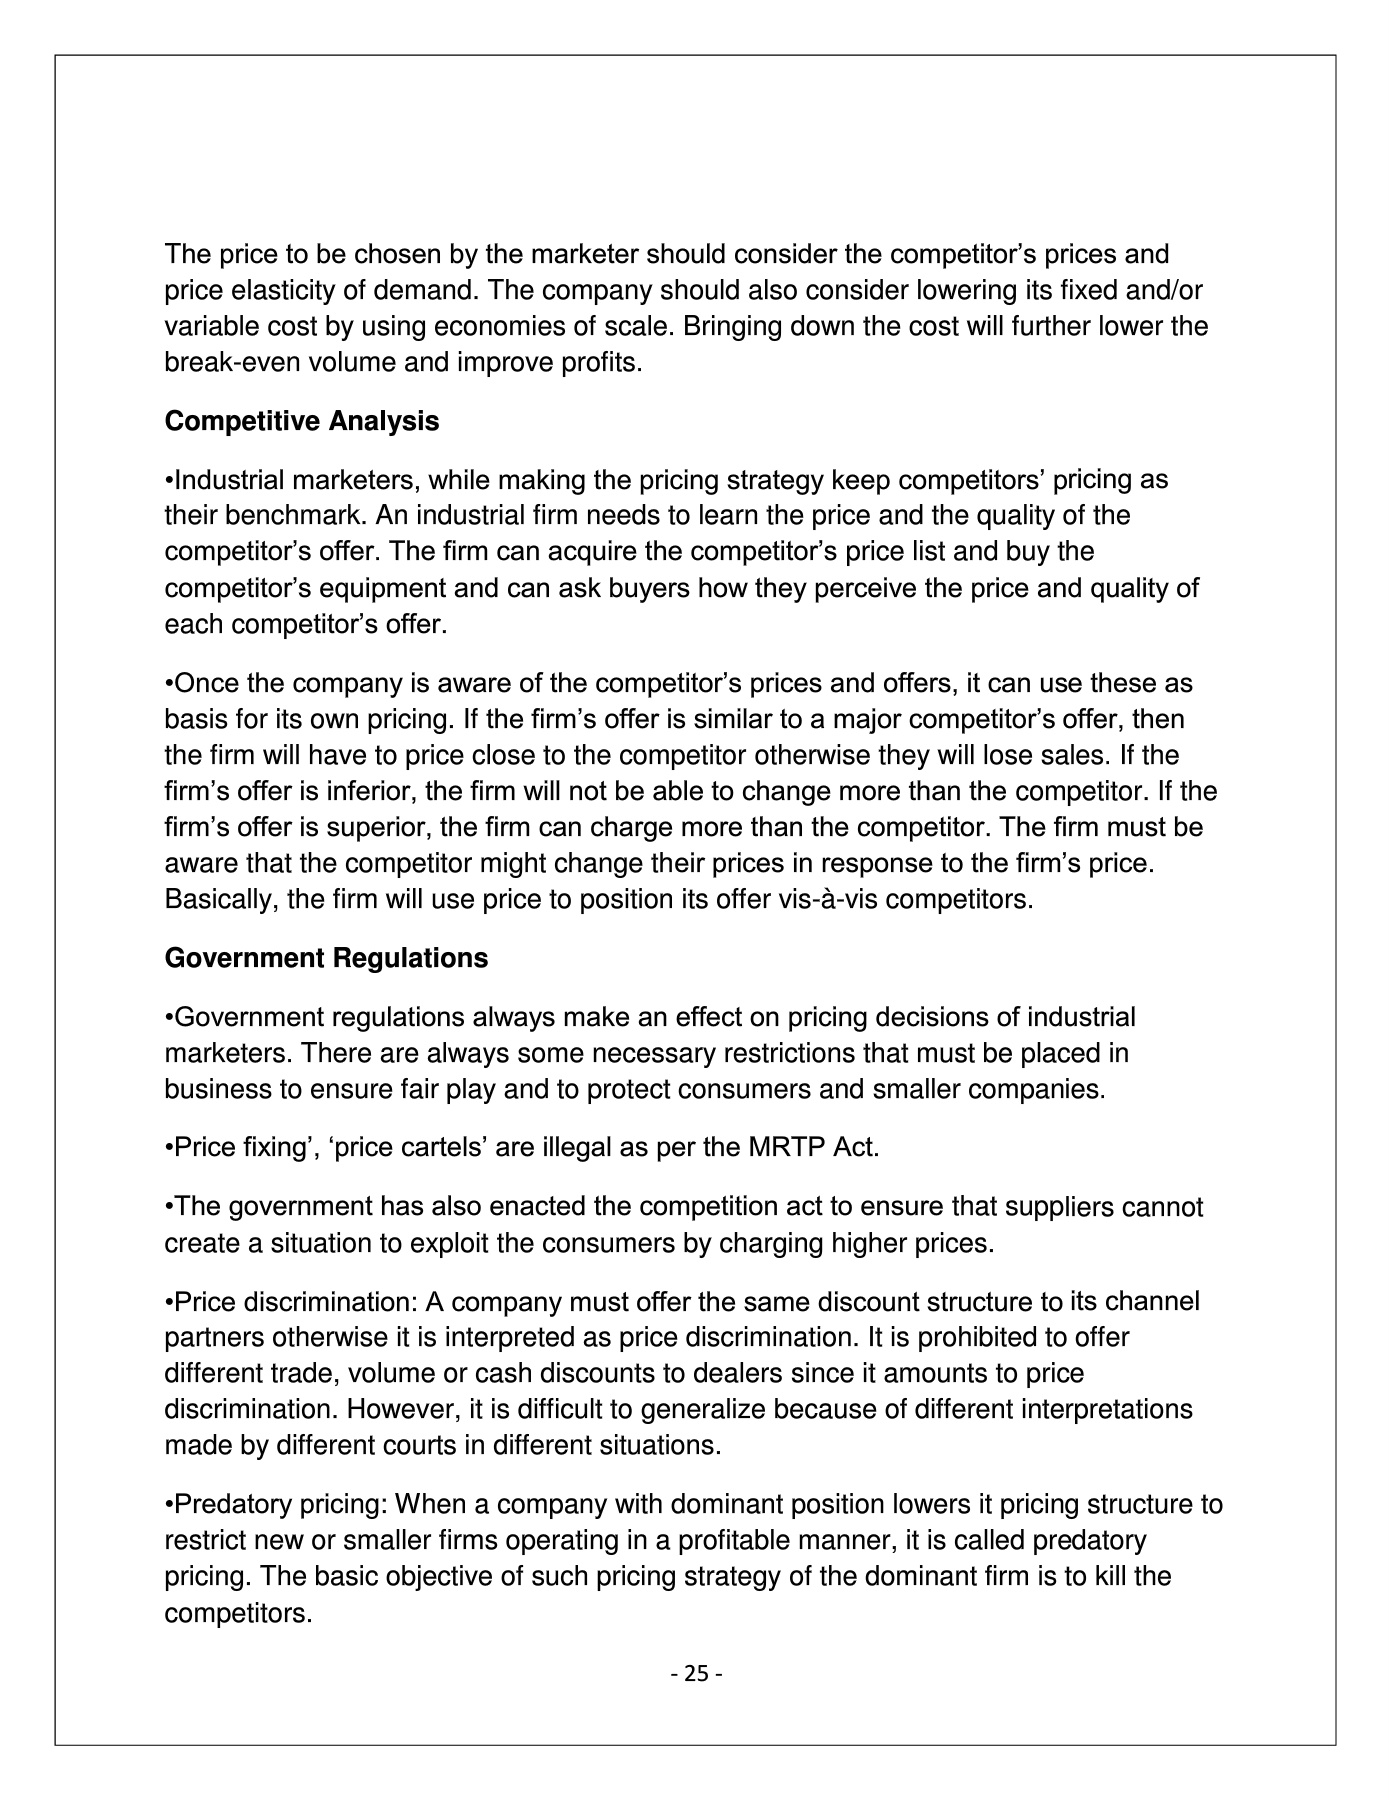 The price to be chosen by the marketer should consider the competitor’s prices and
price elasticity of demand. The company should also consider lowering its fixed and/or
variable cost by using economies of scale. Bringing down the cost will further lower the
break-even volume and improve profits.
Competitive Analysis
•Industrial marketers, while making the pricing strategy keep competitors’ pricing as
their benchmark. An industrial firm needs to learn the price and the quality of the
competitor’s offer. The firm can acquire the competitor’s price list and buy the
competitor’s equipment and can ask buyers how they perceive the price and quality of
each competitor’s offer.
•Once the company is aware of the competitor’s prices and offers, it can use these as
basis for its own pricing. If the firm’s offer is similar to a major competitor’s offer, then
the firm will have to price close to the competitor otherwise they will lose sales. If the
firm’s offer is inferior, the firm will not be able to change more than the competitor. If the
firm’s offer is superior, the firm can charge more than the competitor. The firm must be
aware that the competitor might change their prices in response to the firm’s price.
Basically, the firm will use price to position its offer vis-à-vis competitors.
Government Regulations
•Government regulations always make an effect on pricing decisions of industrial
marketers. There are always some necessary restrictions that must be placed in
business to ensure fair play and to protect consumers and smaller companies.
•Price fixing’, ‘price cartels’ are illegal as per the MRTP Act.
•The government has also enacted the competition act to ensure that suppliers cannot
create a situation to exploit the consumers by charging higher prices.
•Price discrimination: A company must offer the same discount structure to its channel
partners otherwise it is interpreted as price discrimination. It is prohibited to offer
different trade, volume or cash discounts to dealers since it amounts to price
discrimination. However, it is difficult to generalize because of different interpretations
made by different courts in different situations.
•Predatory pricing: When a company with dominant position lowers it pricing structure to
restrict new or smaller firms operating in a profitable manner, it is called predatory
pricing. The basic objective of such pricing strategy of the dominant firm is to kill the
competitors.
- 25 -